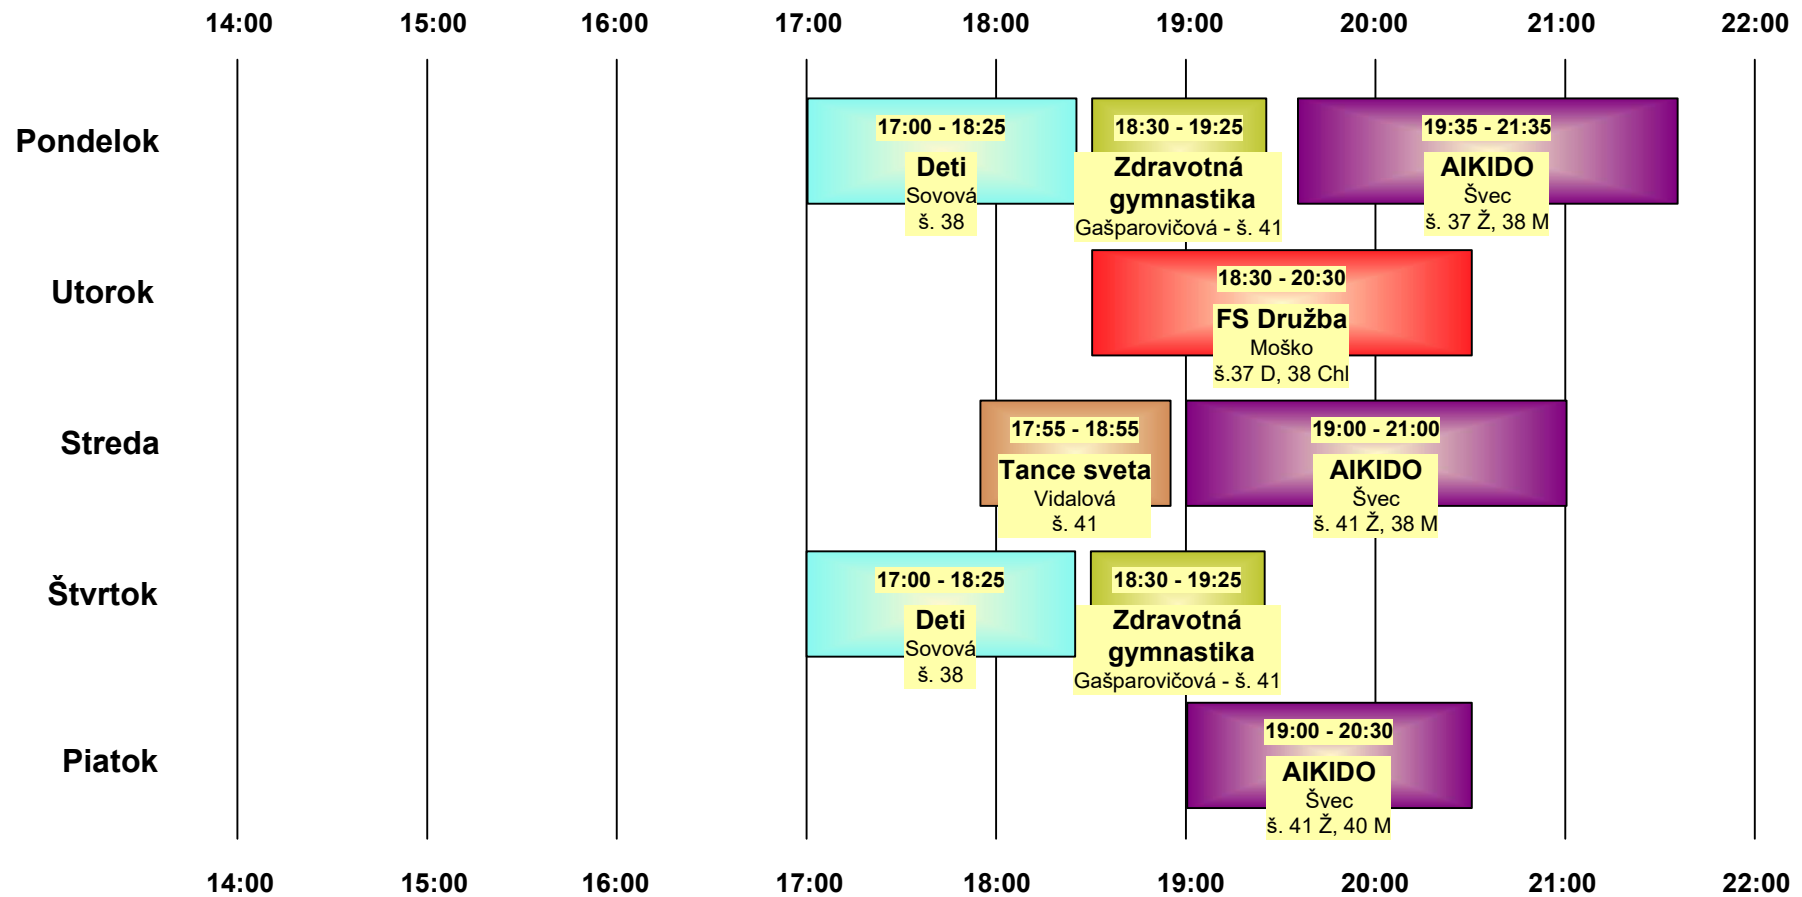 14:00 15:00 16:00 17:00 18:00 19:00 20:00 21:00 22:00
Pondelok
17:00 - 18:25
Deti
Sovová
š. 38
18:30 - 19:25
Zdravotná
gymnastika
Gašparovičová - š. 41
19:35 - 21:35
AIKIDO
Švec
š. 37 Ž, 38 M
Utorok
18:30 - 20:30
FS Družba
Moško
š.37 D, 38 Chl
Streda
17:55 - 18:55
Tance sveta
Vidalová
š. 41
19:00 - 21:00
AIKIDO
Švec
š. 41 Ž, 38 M
Štvrtok
17:00 - 18:25
Deti
Sovová
š. 38
18:30 - 19:25
Zdravotná
gymnastika
Gašparovičová - š. 41
Piatok
19:00 - 20:30
AIKIDO
Švec
š. 41 Ž, 40 M
14:00 15:00 16:00 17:00 18:00 19:00 20:00 21:00 22:00